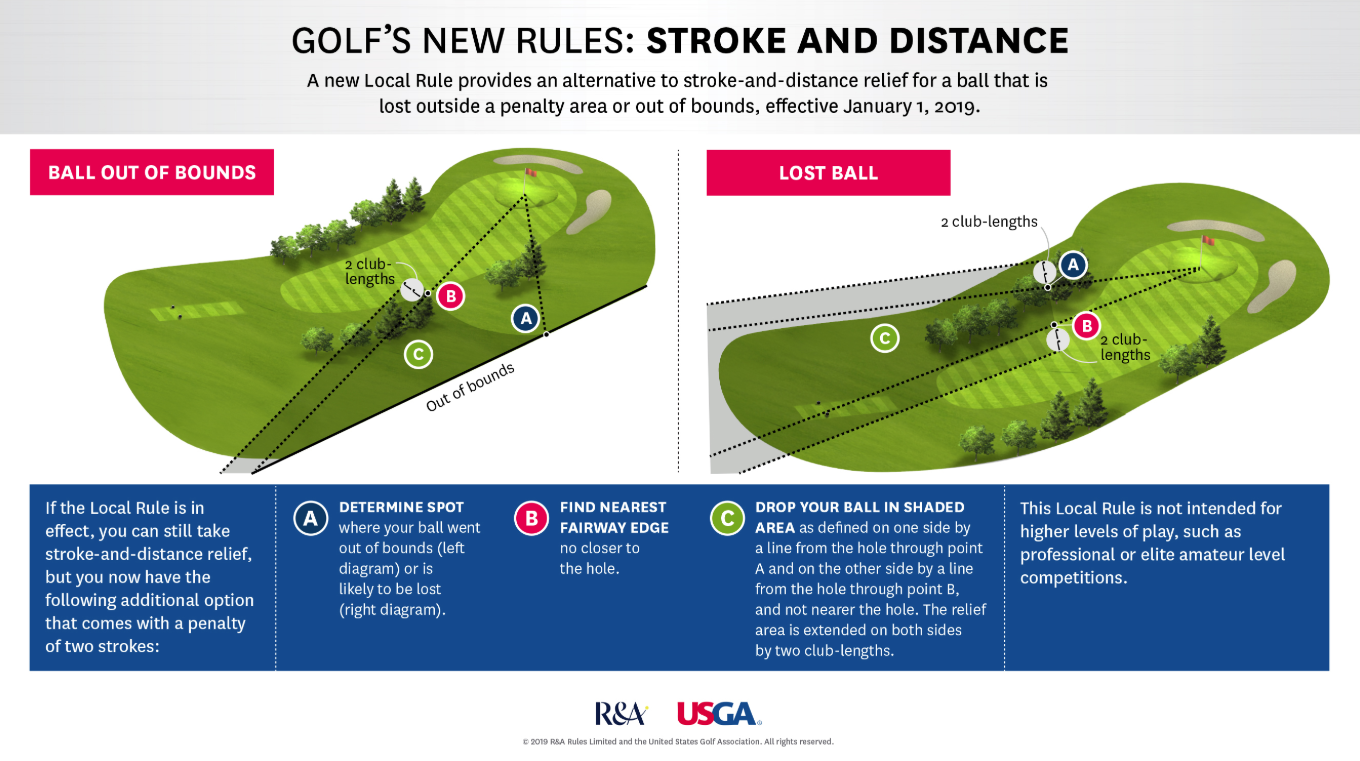 GOLF'S NEW RULES: STROKE AND DISTANCE
A new Local Rule provides an alternative to stroke-and-distance relief for a ball that is
lost outside a penalty area or out of bounds, effective January 1, 2019.
BALL OUT OF BOUNDS
2 club-
lengths
B
A
C
Out of bounds
LOST BALL
2 club-lengths
A
B
C
2 club-
lengths
If the Local Rule is in
effect, you can still take
stroke-and-distance relief,
but you now have the
following additional option
that comes with a penalty
of two strokes:
A
DETERMINE SPOT
where your ball went
out of bounds (left
diagram) or is
likely to be lost
(right diagram).
B
FIND NEAREST
FAIRWAY EDGE
no closer to
the hole.
C
DROP YOUR BALL IN SHADED
AREA as defined on one side by
a line from the hole through point
A and on the other side by a line
from the hole through point B,
and not nearer the hole. The relief
area is extended on both sides
by two club-lengths.
This Local Rule is not intended for
higher levels of play, such as
professional or elite amateur level
competitions.
R&A USGA
© 2019 R&A Rules Limited and the United States Golf Association. All rights reserved.